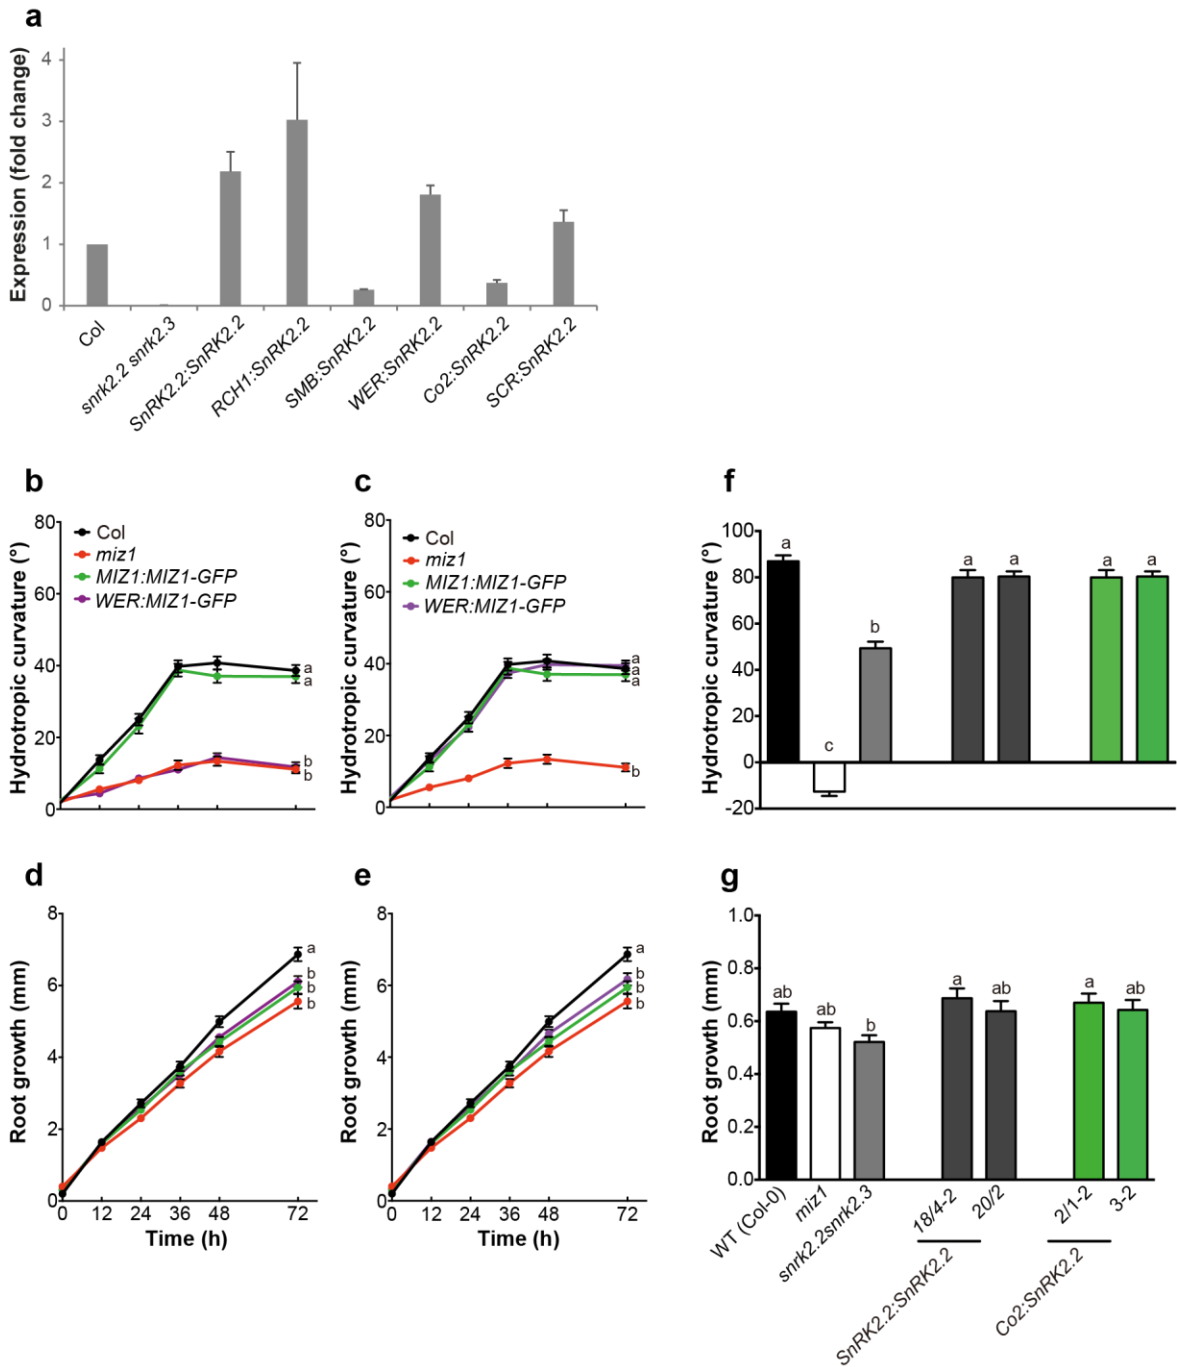 a
Expression (fold change)
4
3
2
1
0
Col
snrk2.2 snrk2.3
SnRK2.2:SnRK2.2
RCH1:SnRK2.2
SMB:SnRK2.2
WER:SnRK2.2
Co2:SnRK2.2
SCR:SnRK2.2
b
Hydrotropic curvature (°)
80
60
40
20
0
Col
miz1
MIZ1:MIZ1-GFP
WER:MIZ1-GFP
a
a
b
b
c
Hydrotropic curvature (°)
80
60
40
20
0
Col
miz1
MIZ1:MIZ1-GFP
WER:MIZ1-GFP
a
a
a
b
f
Hydrotropic curvature (°)
100
80
60
40
20
0
-20
a
c
b
a
a
a
a
d
Root growth (mm)
8
6
4
2
0
a
b
b
b
0 12 24 36 48 72
Time (h)
e
Root growth (mm)
8
6
4
2
0
a
b
b
b
0 12 24 36 48 72
Time (h)
g
Root growth (mm)
1.0
0.8
0.6
0.4
0.2
0.0
ab
ab
b
a
ab
a
ab
WT (Col-0)
miz1
snrk2.2snrk2.3
18/4-2
20/2
SnRK2.2:SnRK2.2
2/1-2
3-2
Co2:SnRK2.2